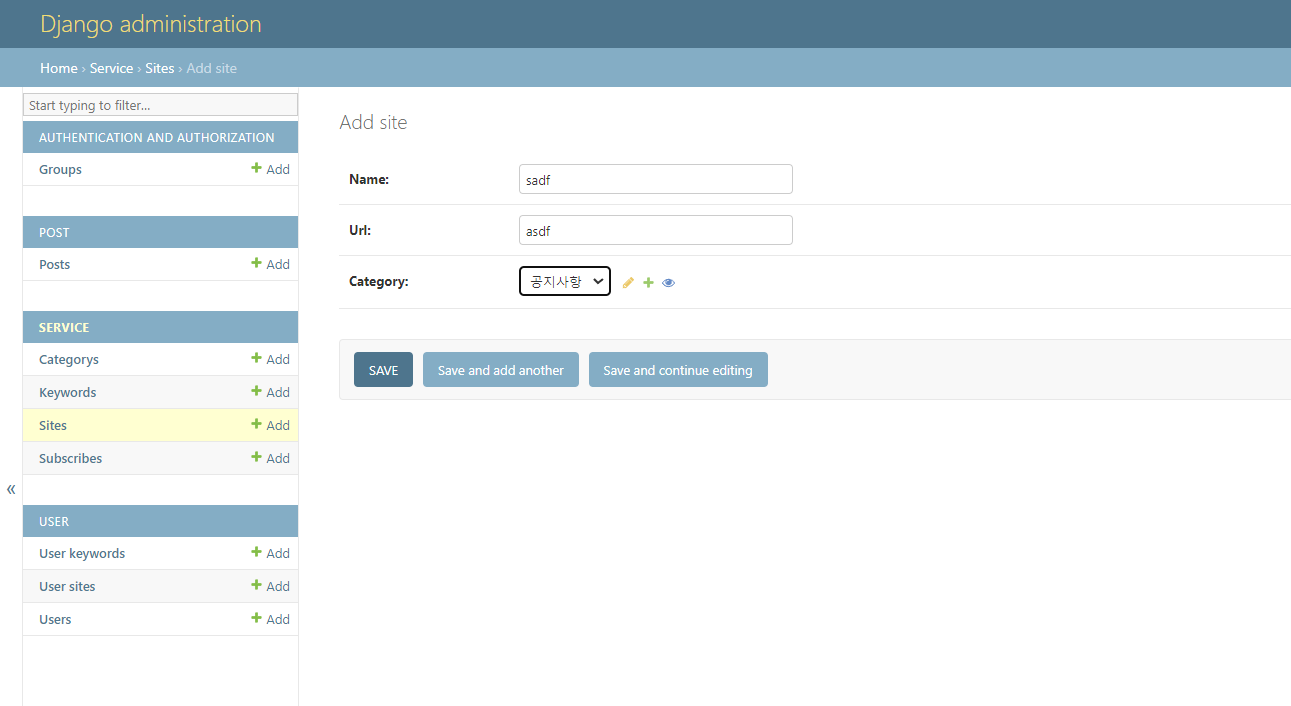 Django administration
Home › Service › Sites › Add site
Start typing to filter...
AUTHENTICATION AND AUTHORIZATION
Groups Add
POST
Posts Add
SERVICE
Categorys Add
Keywords Add
Sites Add
Subscribes Add
«
USER
User keywords Add
User sites Add
Users Add
Add site
Name: sadf
Url: asdf
Category: 공지사항
SAVE Save and add another Save and continue editing